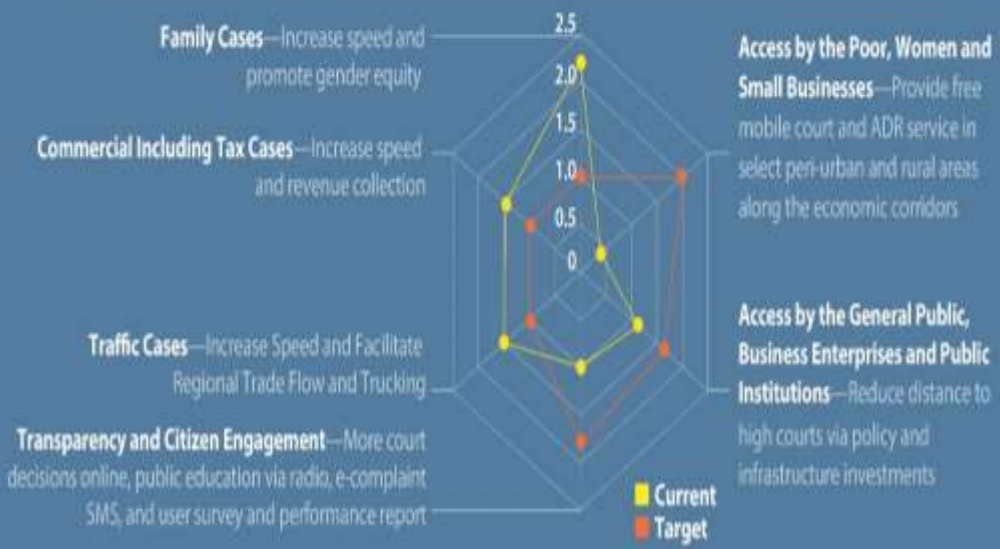 Family Cases—Increase speed and
promote gender equity
Commercial Including Tax Cases—Increase speed
and revenue collection
Traffic Cases—Increase Speed and Facilitate
Regional Trade Flow and Trucking
Transparency and Citizen Engagement—More court
decisions online, public education via radio, e-complaint
SMS, and user survey and performance report
2.5
2.0
1.5
1.0
0.5
0
Access by the Poor, Women and
Small Businesses—Provide free
mobile court and ADR service in
select peri-urban and rural areas
along the economic corridors
Access by the General Public,
Business Enterprises and Public
Institutions—Reduce distance to
high courts via policy and
infrastructure investments
Current
Target